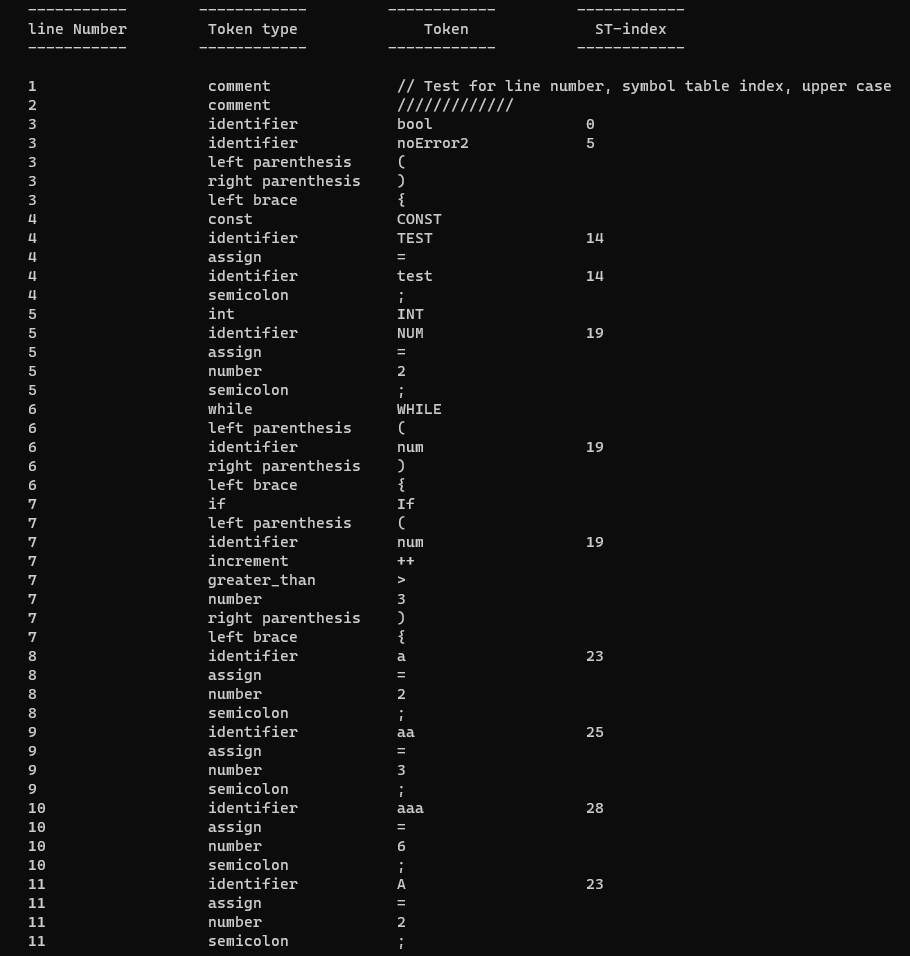 -----------          ------------         ------------         ------------
line Number          Token type               Token              ST-index
-----------          ------------         ------------         ------------
1                    comment              // Test for line number, symbol table index, upper case
2                    comment              /////////////
3                    identifier           bool                 0
3                    identifier           noError2             5
3                    left parenthesis     (
3                    right parenthesis    )
3                    left brace           {
4                    const                CONST
4                    identifier           TEST                 14
4                    assign               =
4                    identifier           test                 14
4                    semicolon            ;
5                    int                  INT
5                    identifier           NUM                  19
5                    assign               =
5                    number               2
5                    semicolon            ;
6                    while                WHILE
6                    left parenthesis     (
6                    identifier           num                  19
6                    right parenthesis    )
6                    left brace           {
7                    if                   If
7                    left parenthesis     (
7                    identifier           num                  19
7                    increment            ++
7                    greater_than         >
7                    number               3
7                    right parenthesis    )
7                    left brace           {
8                    identifier           a                    23
8                    assign               =
8                    number               2
8                    semicolon            ;
9                    identifier           aa                   25
9                    assign               =
9                    number               3
9                    semicolon            ;
10                   identifier           aaa                  28
10                   assign               =
10                   number               6
10                   semicolon            ;
11                   identifier           A                    23
11                   assign               =
11                   number               2
11                   semicolon            ;